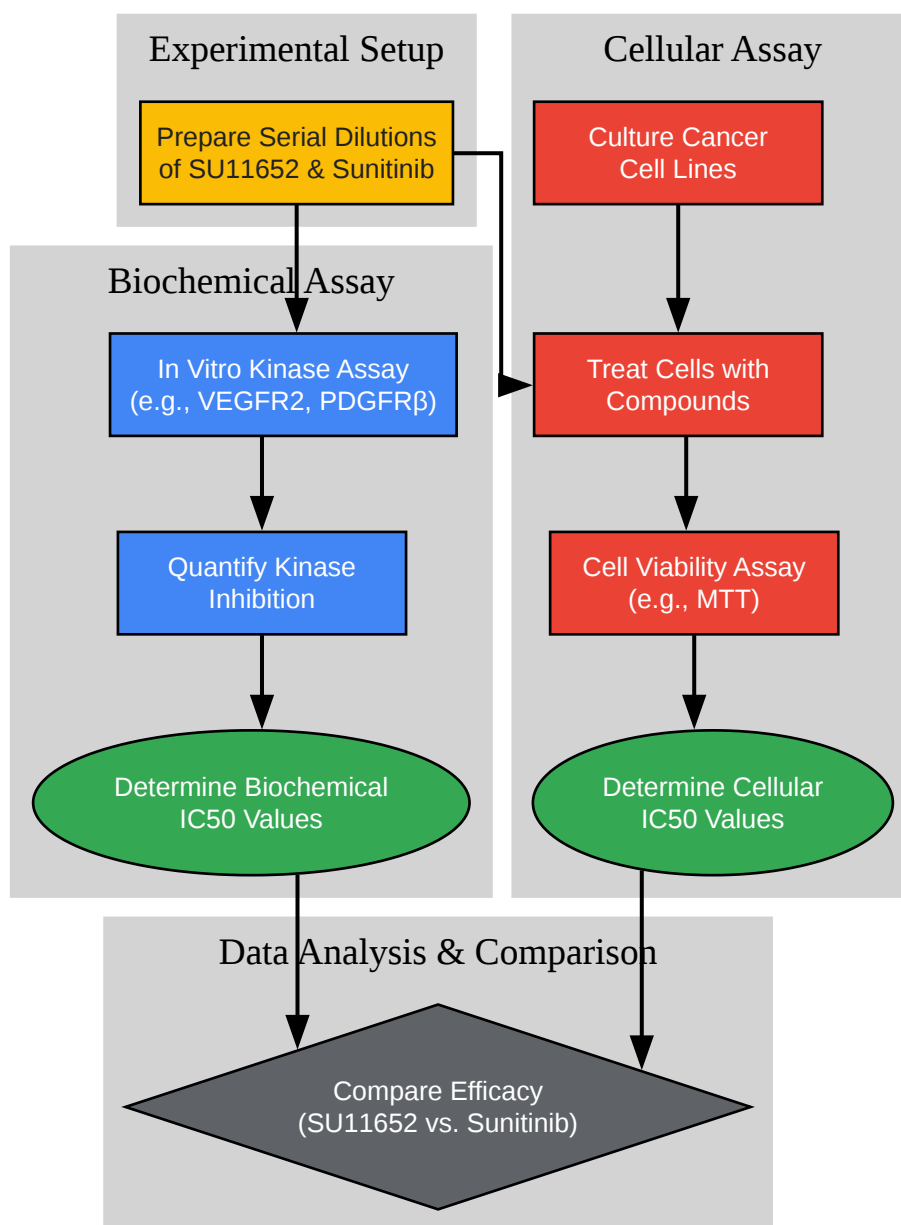 Experimental Setup
Prepare Serial Dilutions
of SU11652 & Sunitinib
Biochemical Assay
In Vitro Kinase Assay
(e.g., VEGFR2, PDGFRβ)
Quantify Kinase
Inhibition
Determine Biochemical
IC50 Values
Cellular Assay
Culture Cancer
Cell Lines
Treat Cells with
Compounds
Cell Viability Assay
(e.g., MTT)
Determine Cellular
IC50 Values
Data Analysis & Comparison
Compare Efficacy
(SU11652 vs. Sunitinib)